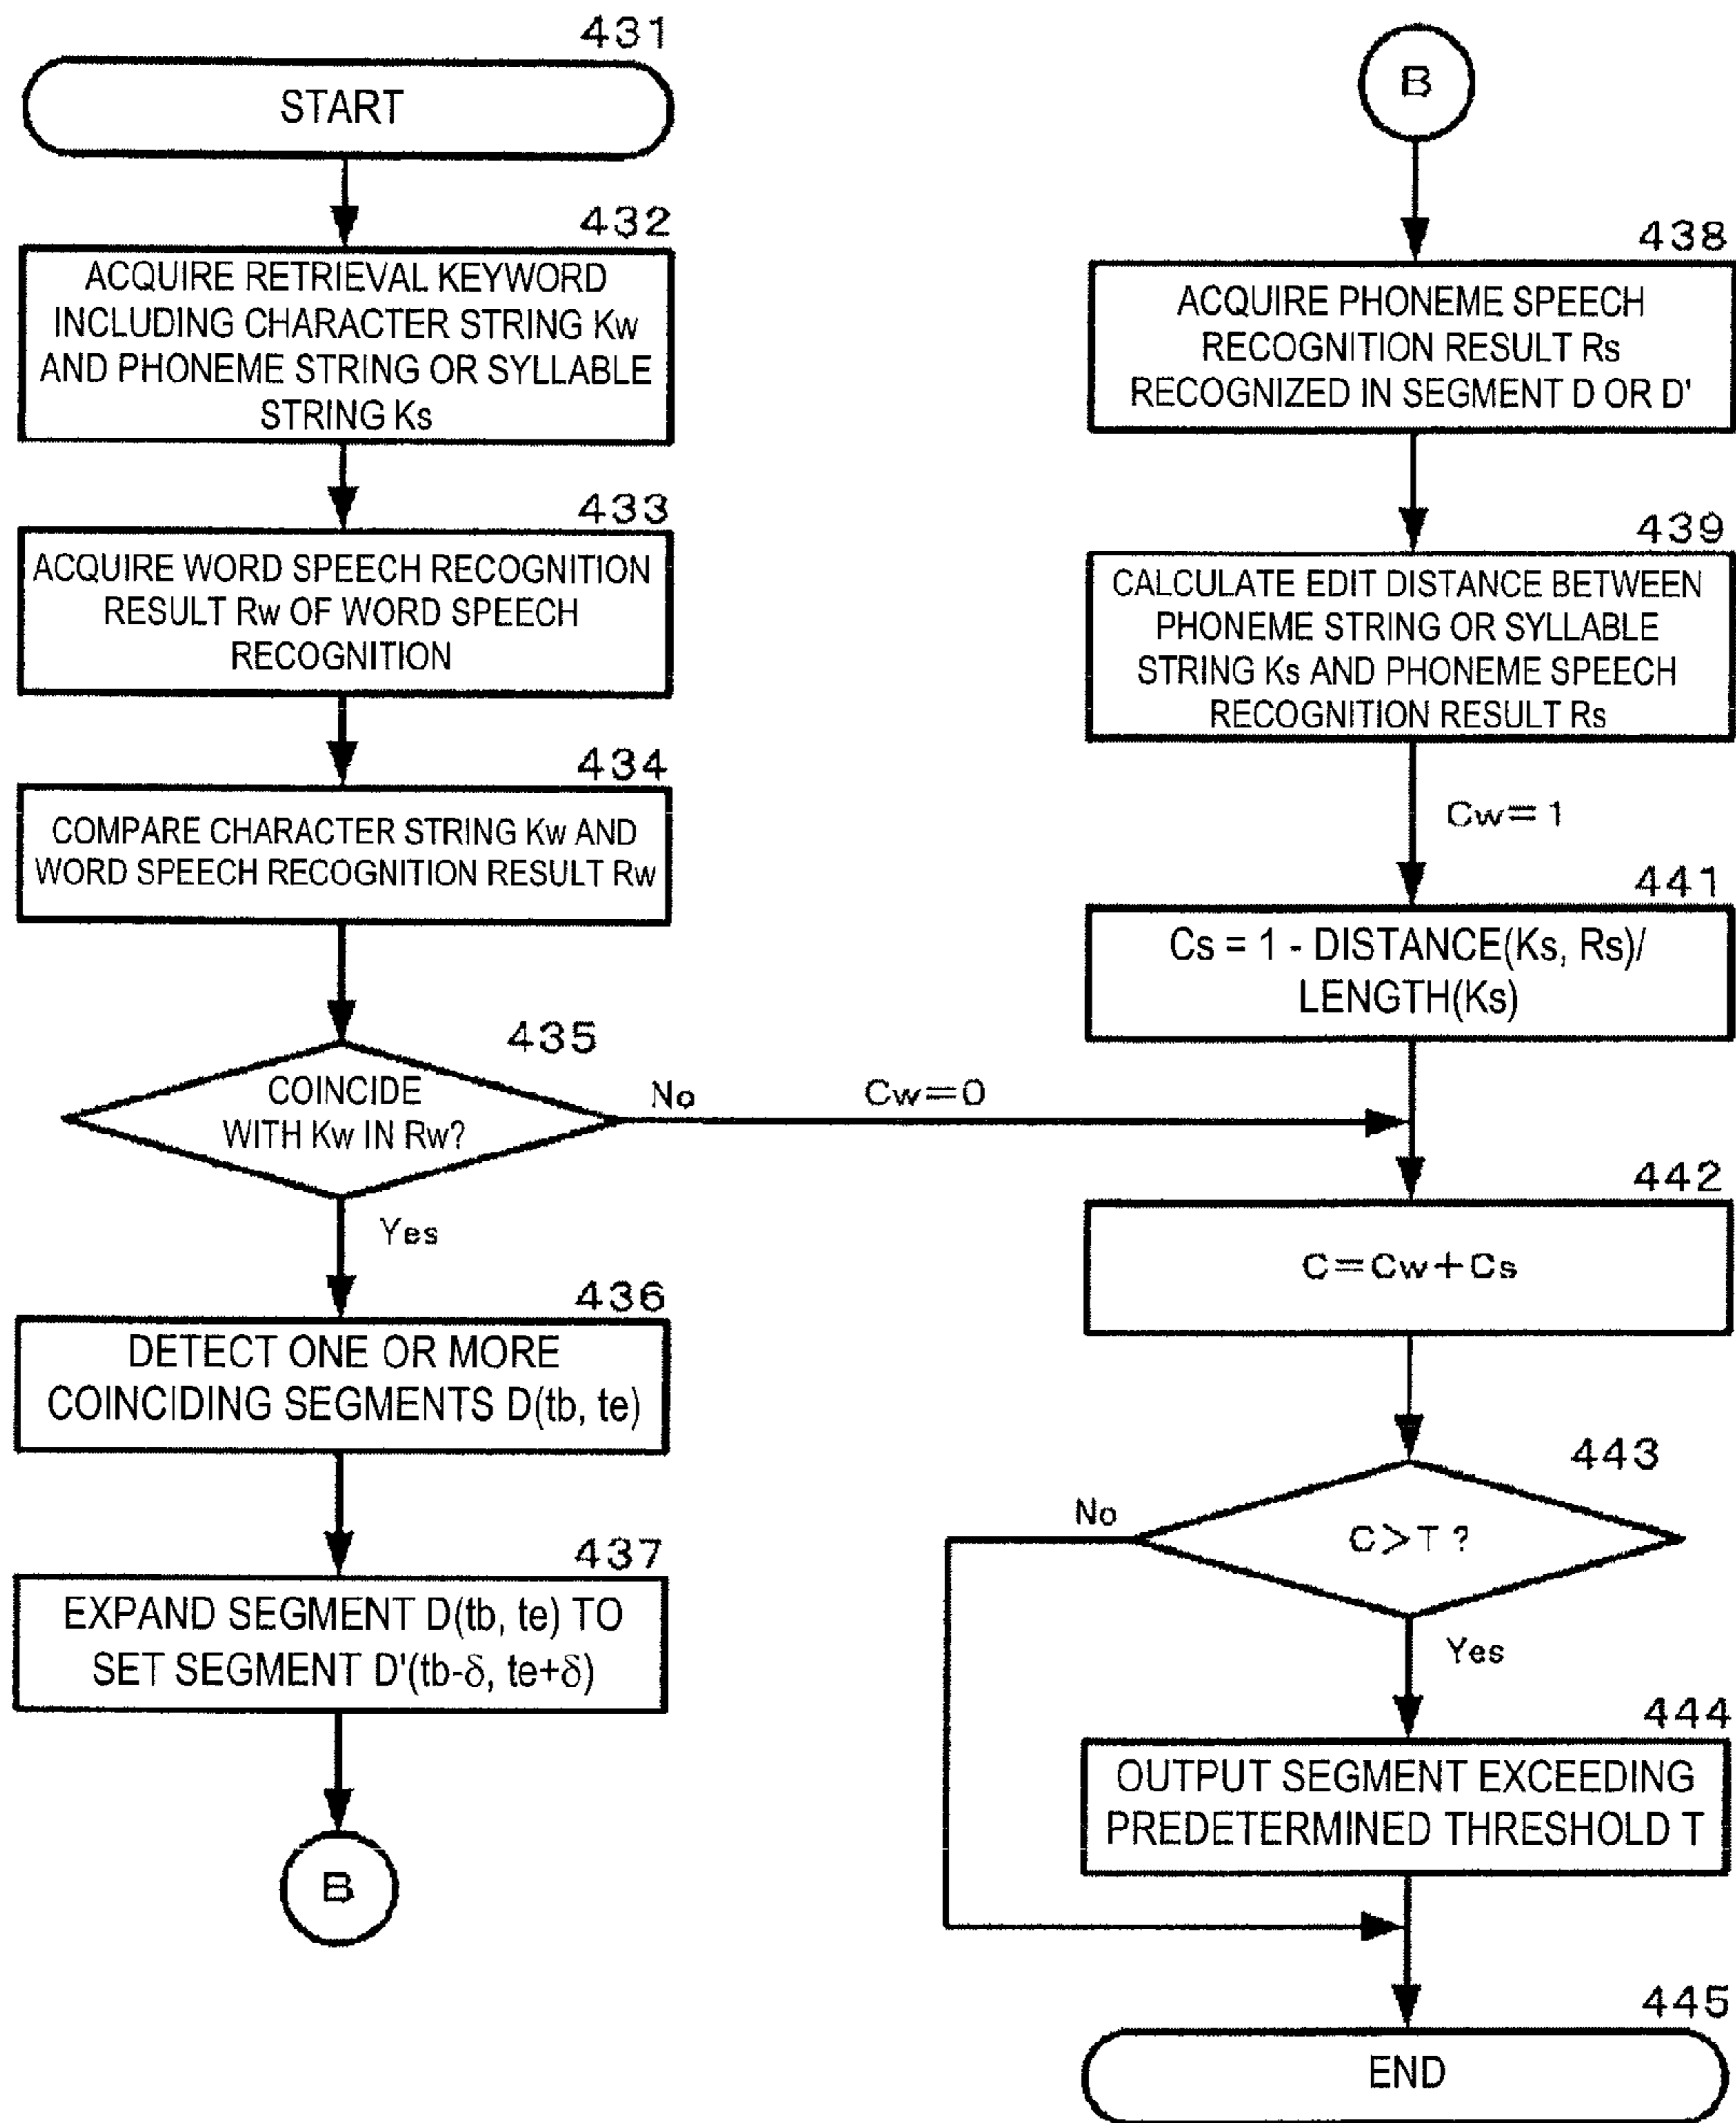 431
START
432
ACQUIRE RETRIEVAL KEYWORD
INCLUDING CHARACTER STRING Kw
AND PHONEME STRING OR SYLLABLE
STRING Ks
433
ACQUIRE WORD SPEECH RECOGNITION
RESULT Rw OF WORD SPEECH
RECOGNITION
434
COMPARE CHARACTER STRING Kw AND
WORD SPEECH RECOGNITION RESULT Rw
435
COINCIDE
WITH Kw IN Rw?
No
Cw=0
Yes
436
DETECT ONE OR MORE
COINCIDING SEGMENTS D(tb, te)
437
EXPAND SEGMENT D(tb, te) TO
SET SEGMENT D'(tb-δ, te+δ)
B
B
438
ACQUIRE PHONEME SPEECH
RECOGNITION RESULT Rs
RECOGNIZED IN SEGMENT D OR D'
439
CALCULATE EDIT DISTANCE BETWEEN
PHONEME STRING OR SYLLABLE
STRING Ks AND PHONEME SPEECH
RECOGNITION RESULT Rs
Cw=1
441
Cs = 1 - DISTANCE(Ks, Rs)/
LENGTH(Ks)
442
C=Cw+Cs
443
C>T ?
No
Yes
444
OUTPUT SEGMENT EXCEEDING
PREDETERMINED THRESHOLD T
445
END